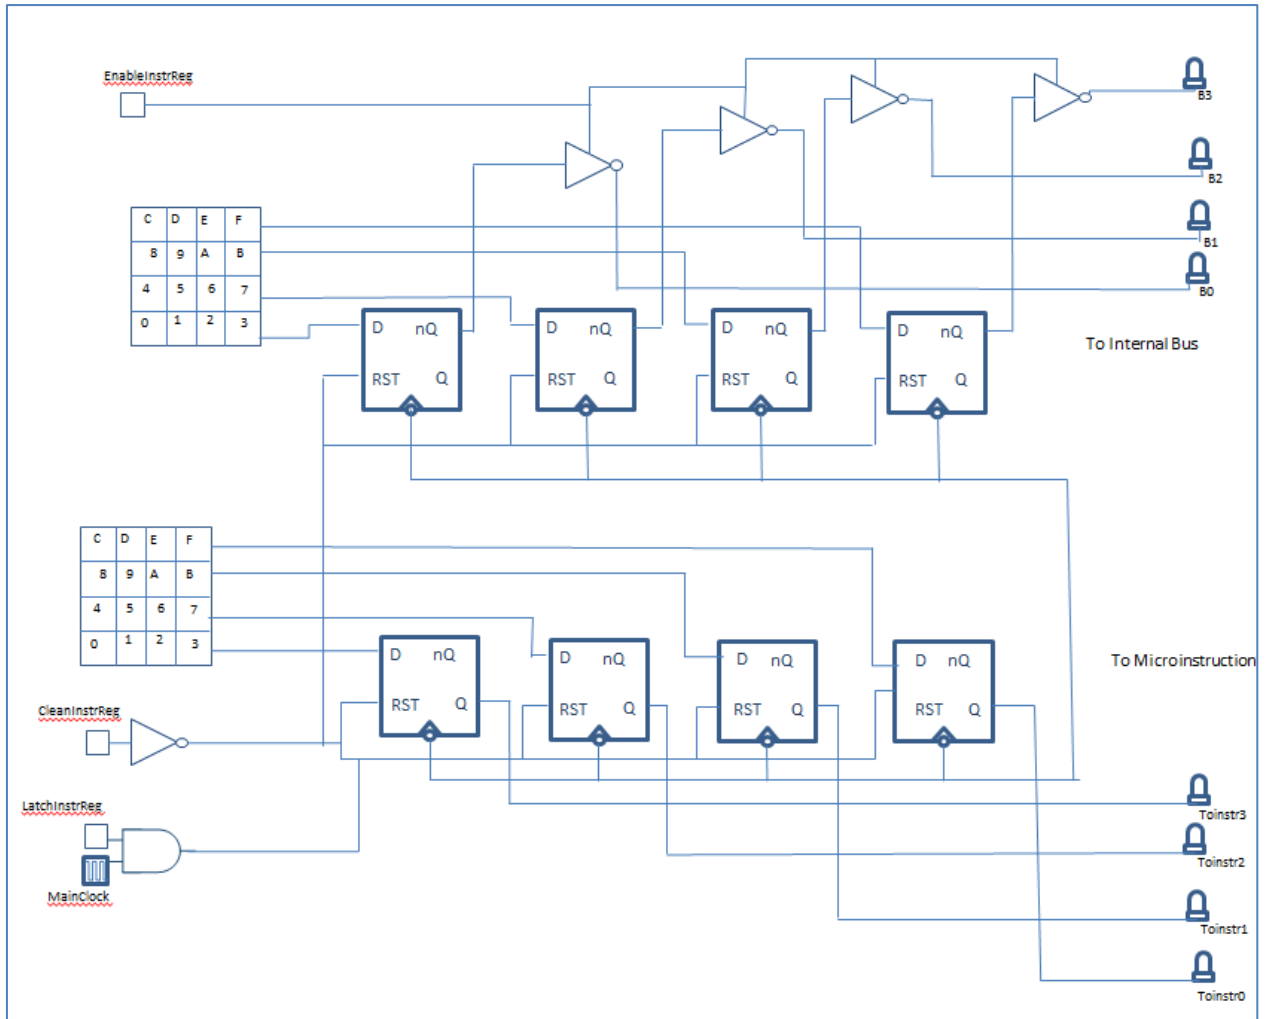 EnableInstrReg
B3
B2
B1
B0
C D E F
8 9 A B
4 5 6 7
0 1 2 3
D nQ
RST Q
D nQ
RST Q
D nQ
RST Q
D nQ
RST Q
To Internal Bus
C D E F
8 9 A B
4 5 6 7
0 1 2 3
D nQ
RST Q
D nQ
RST Q
D nQ
RST Q
D nQ
RST Q
To Microinstruction
CleanInstrReg
LatchInstrReg
MainClock
Toinstr3
Toinstr2
Toinstr1
Toinstr0